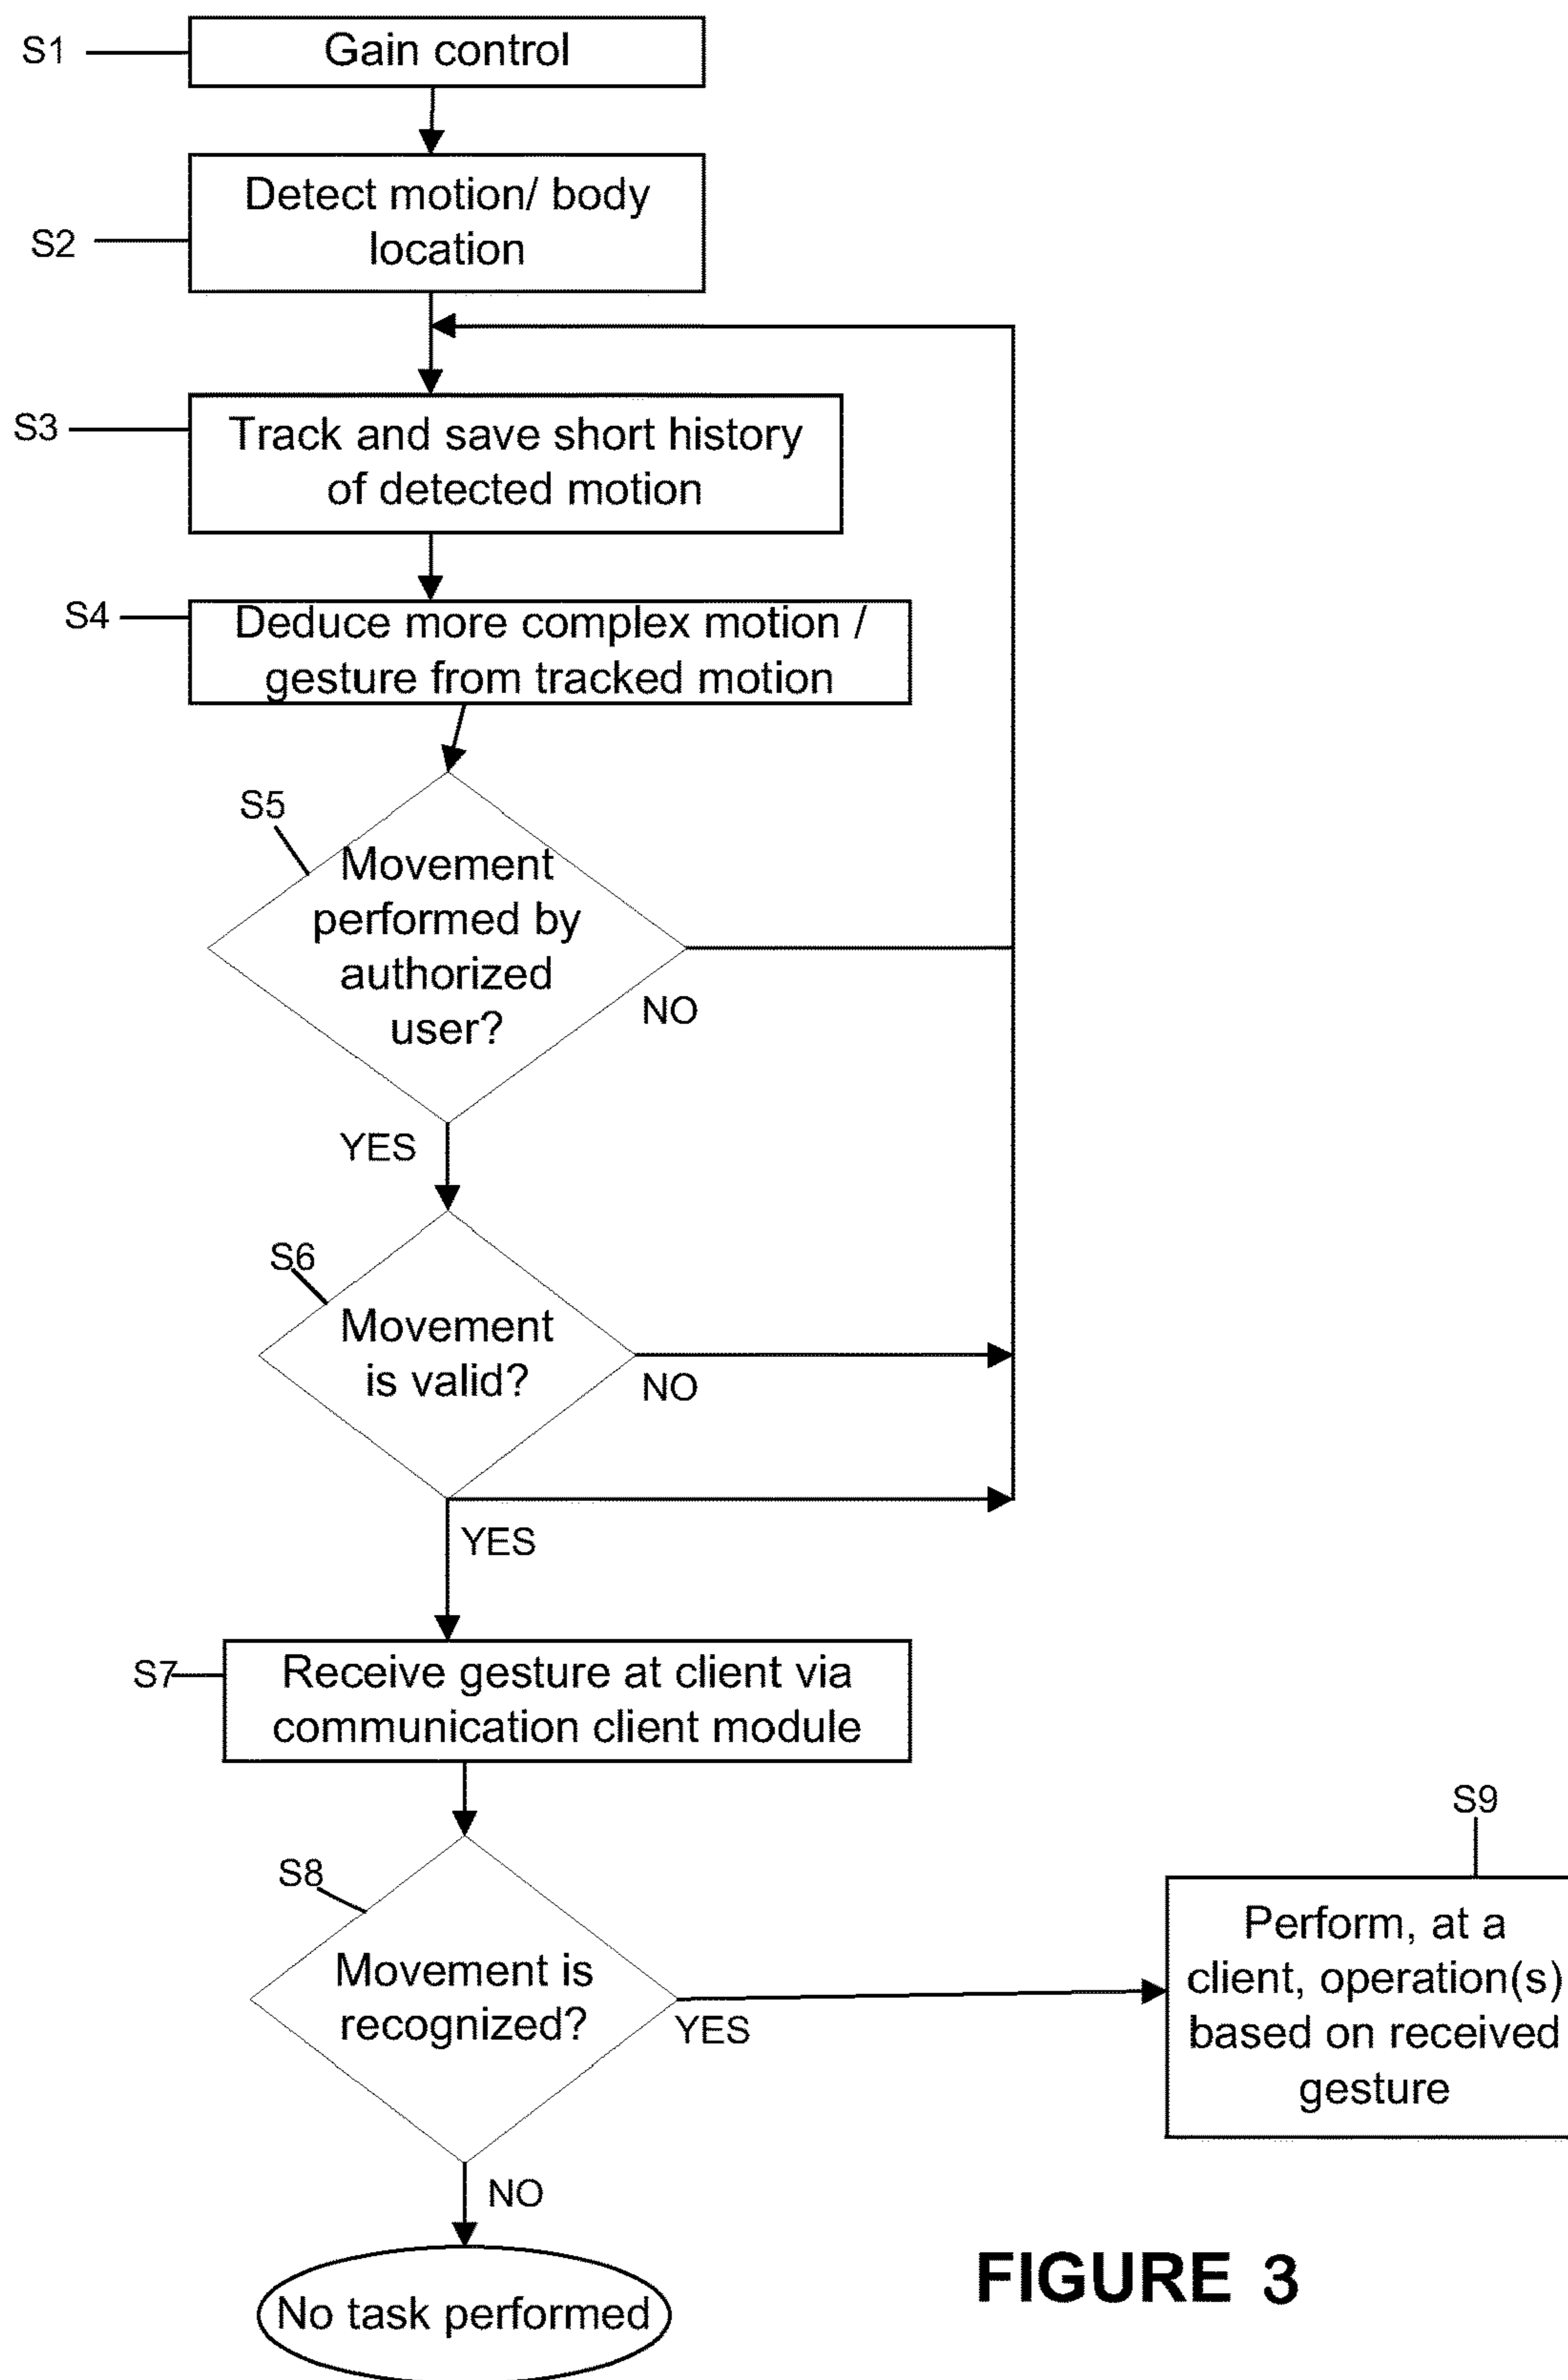 S1
Gain control
S2
Detect motion/ body
location
S3
Track and save short history
of detected motion
S4
Deduce more complex motion /
gesture from tracked motion
S5
Movement
performed by
authorized
user?
NO
YES
S6
Movement
is valid?
NO
YES
S7
Receive gesture at client via
communication client module
S8
Movement is
recognized?
YES
S9
Perform, at a
client, operation(s)
based on received
gesture
NO
No task performed
FIGURE 3